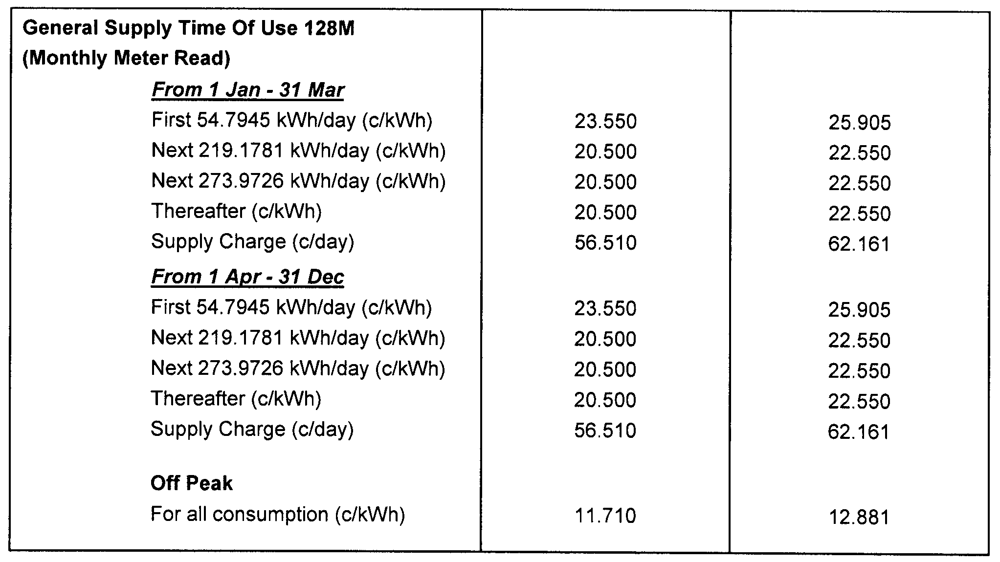 General Supply Time Of Use 128M
(Monthly Meter Read)
From 1 Jan - 31 Mar
First 54.7945 kWh/day (c/kWh) 23.550 25.905
Next 219.1781 kWh/day (c/kWh) 20.500 22.550
Next 273.9726 kWh/day (c/kWh) 20.500 22.550
Thereafter (c/kWh) 20.500 22.550
Supply Charge (c/day) 56.510 62.161
From 1 Apr - 31 Dec
First 54.7945 kWh/day (c/kWh) 23.550 25.905
Next 219.1781 kWh/day (c/kWh) 20.500 22.550
Next 273.9726 kWh/day (c/kWh) 20.500 22.550
Thereafter (c/kWh) 20.500 22.550
Supply Charge (c/day) 56.510 62.161
Off Peak
For all consumption (c/kWh) 11.710 12.881